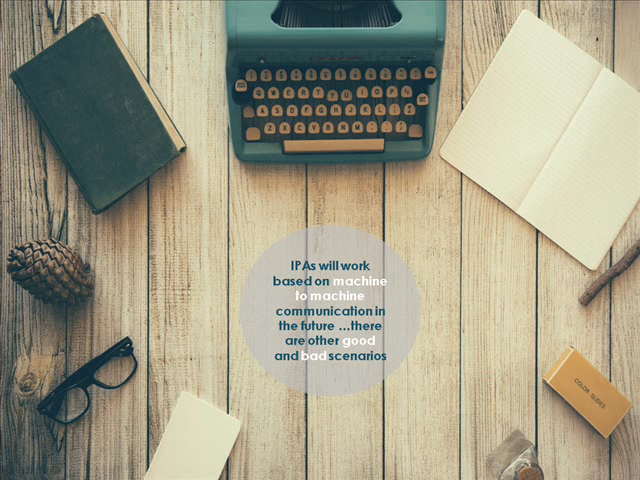 Q W E R T Y U I O P
A S D F G H J K L
Z X C V B N M
IPAs will work
based on machine
to machine
communication in
the future ...there
are other good
and bad scenarios
COLOR SLIDES